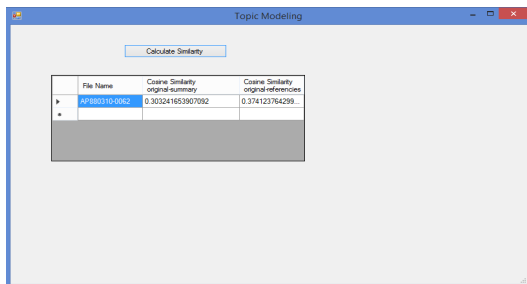 Topic Modeling
Calculate Similarity
File Name
Cosine Similarity
original-summary
Cosine Similarity
original-referencies
AP880310-0062 0.303241653907092 0.374123764299...